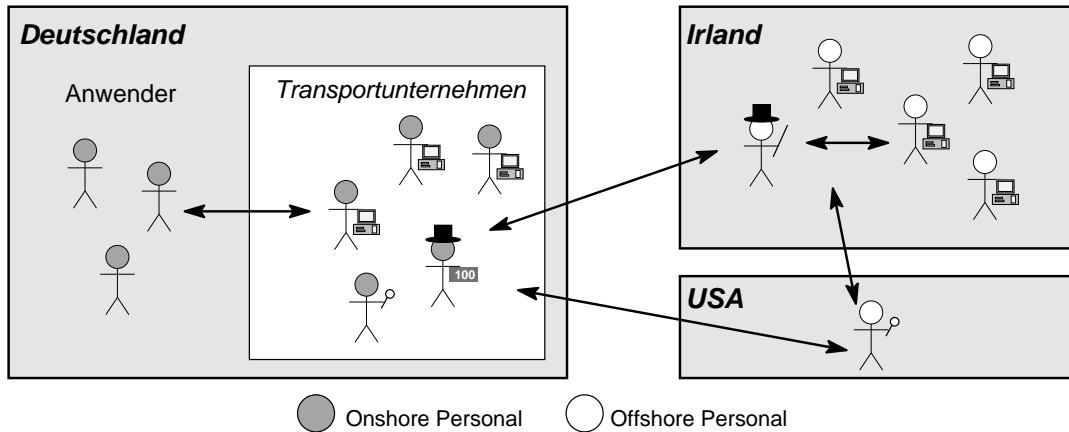 Deutschland
Anwender
Transportunternehmen
100
Irland
USA
Onshore Personal
Offshore Personal